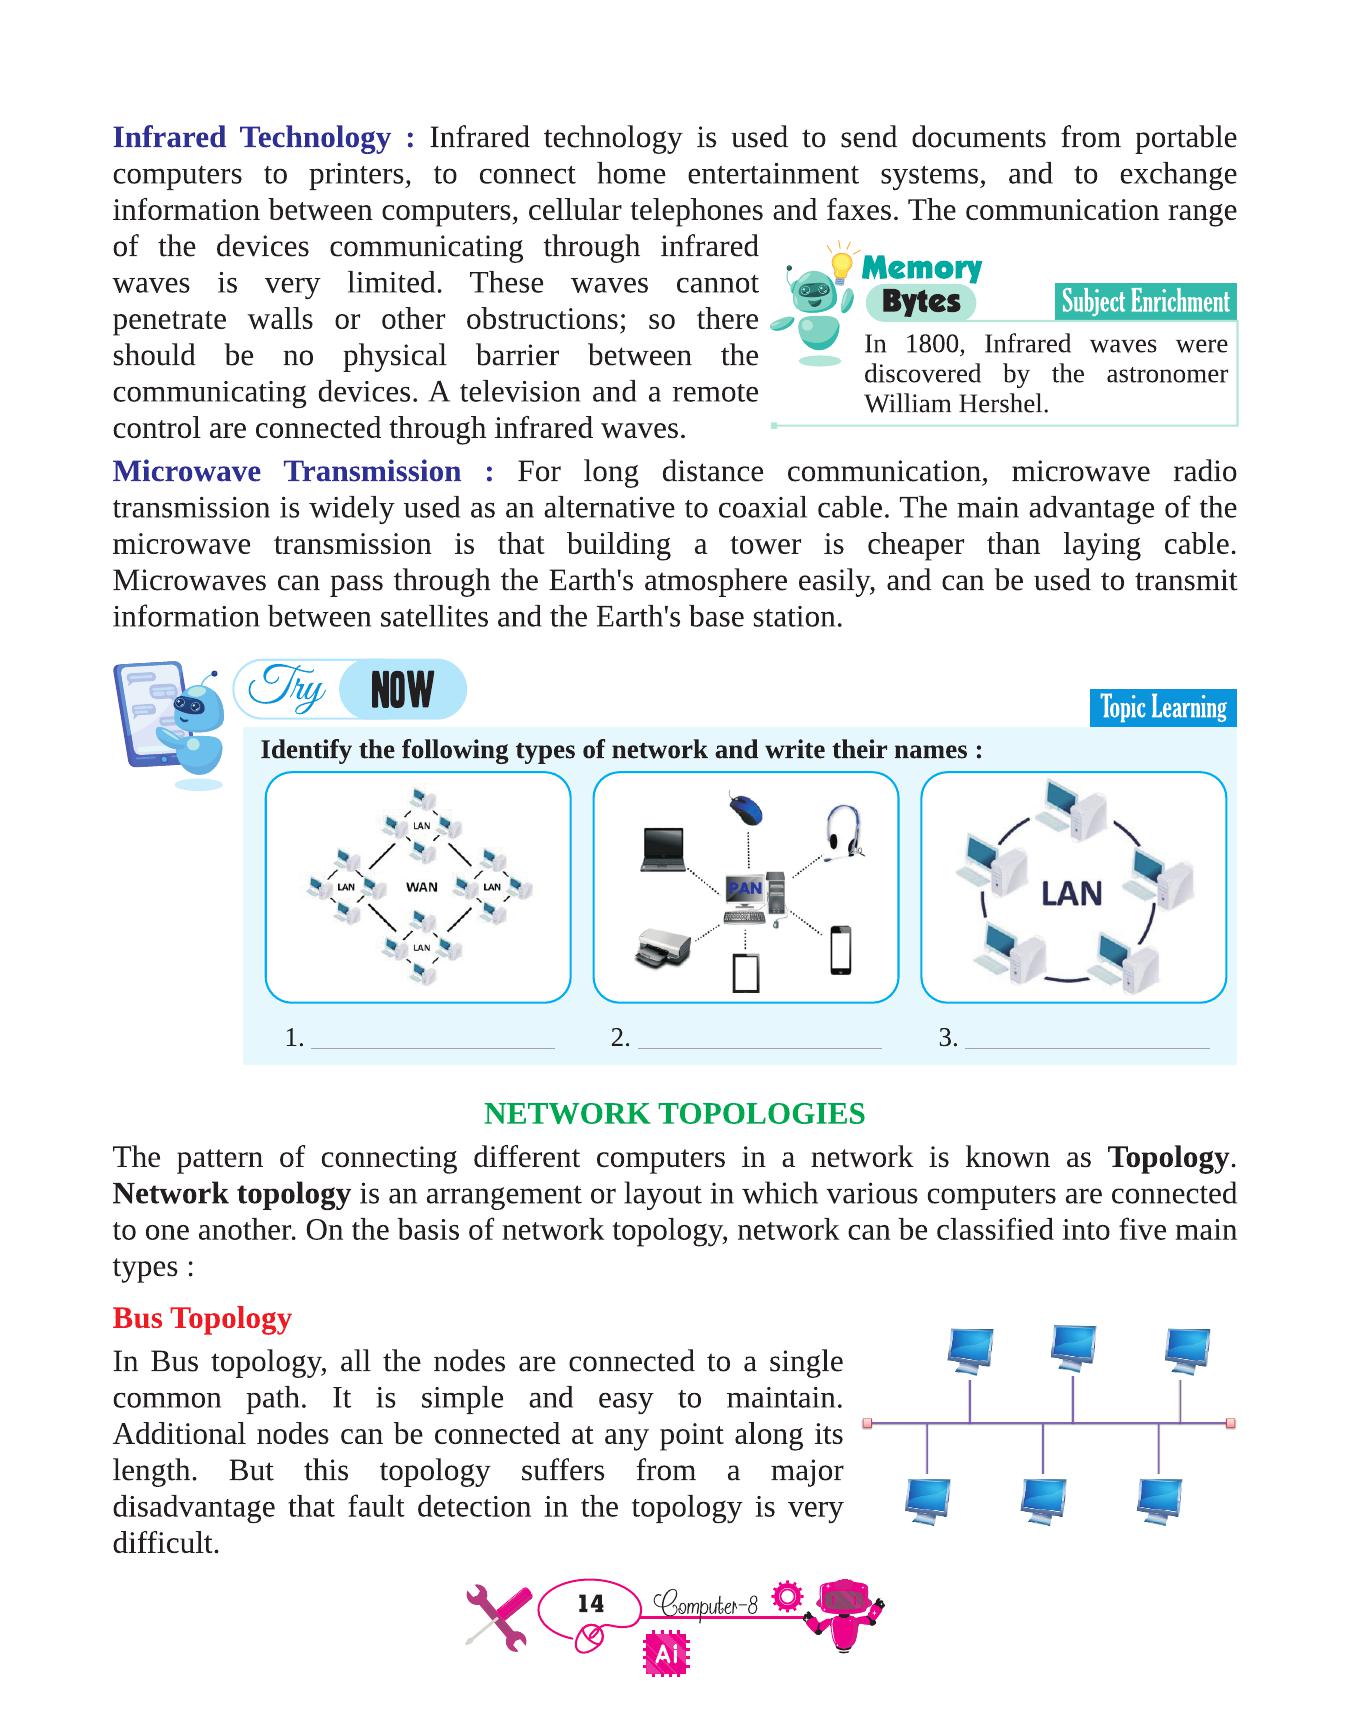 Infrared Technology : Infrared technology is used to send documents from portable
computers to printers, to connect home entertainment systems, and to exchange
information between computers, cellular telephones and faxes. The communication range
of the devices communicating through infrared
waves is very limited. These waves cannot
penetrate walls or other obstructions; so there
should be no physical barrier between the
communicating devices. A television and a remote
control are connected through infrared waves.
Memory
Bytes
Subject Enrichment
In 1800, Infrared waves were
discovered by the astronomer
William Hershel.
Microwave Transmission : For long distance communication, microwave radio
transmission is widely used as an alternative to coaxial cable. The main advantage of the
microwave transmission is that building a tower is cheaper than laying cable.
Microwaves can pass through the Earth's atmosphere easily, and can be used to transmit
information between satellites and the Earth's base station.
Try NOW
Topic Learning
Identify the following types of network and write their names :
LAN
LAN WAN LAN
LAN
PAN
LAN
1. 2. 3.
NETWORK TOPOLOGIES
The pattern of connecting different computers in a network is known as Topology.
Network topology is an arrangement or layout in which various computers are connected
to one another. On the basis of network topology, network can be classified into five main
types :
Bus Topology
In Bus topology, all the nodes are connected to a single
common path. It is simple and easy to maintain.
Additional nodes can be connected at any point along its
length. But this topology suffers from a major
disadvantage that fault detection in the topology is very
difficult.
14 Computer-8
Ai